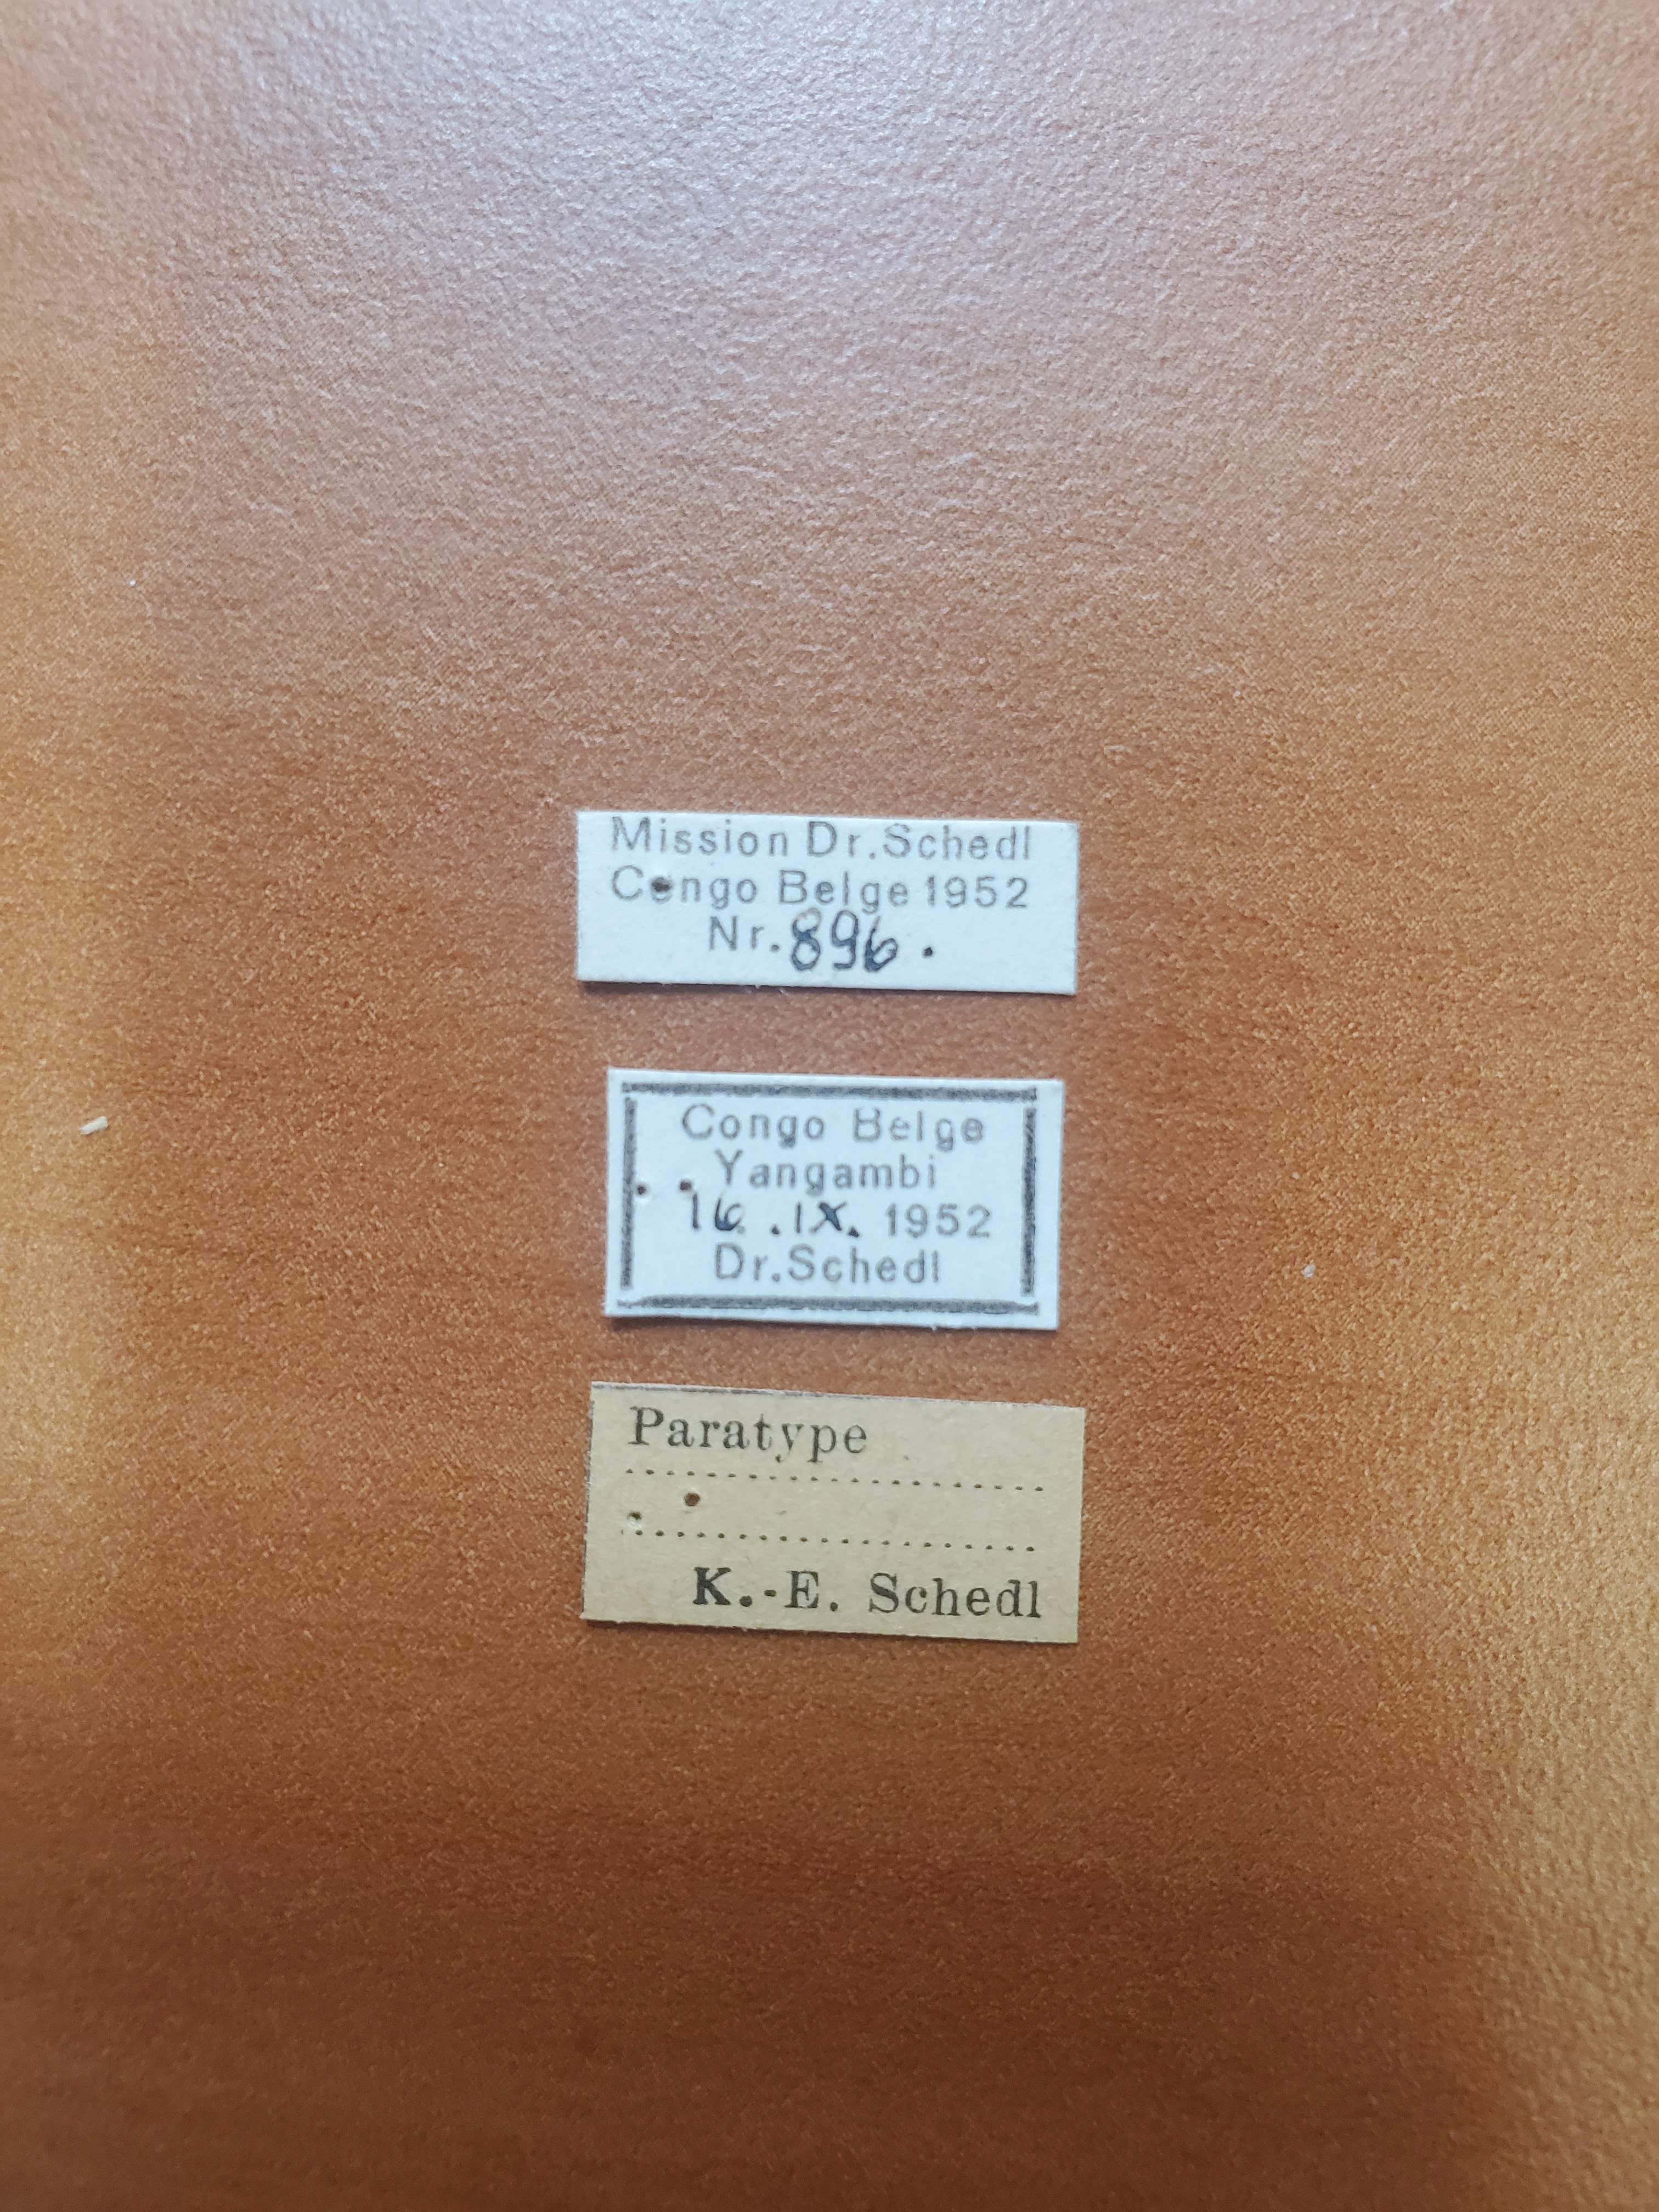 Mission Dr.Schedl
Congo Belge 1952
Nr. 896.
Congo Belge
Yangambi
16.IX. 1952
Dr.Schedl
Paratype
K.-E. Schedl